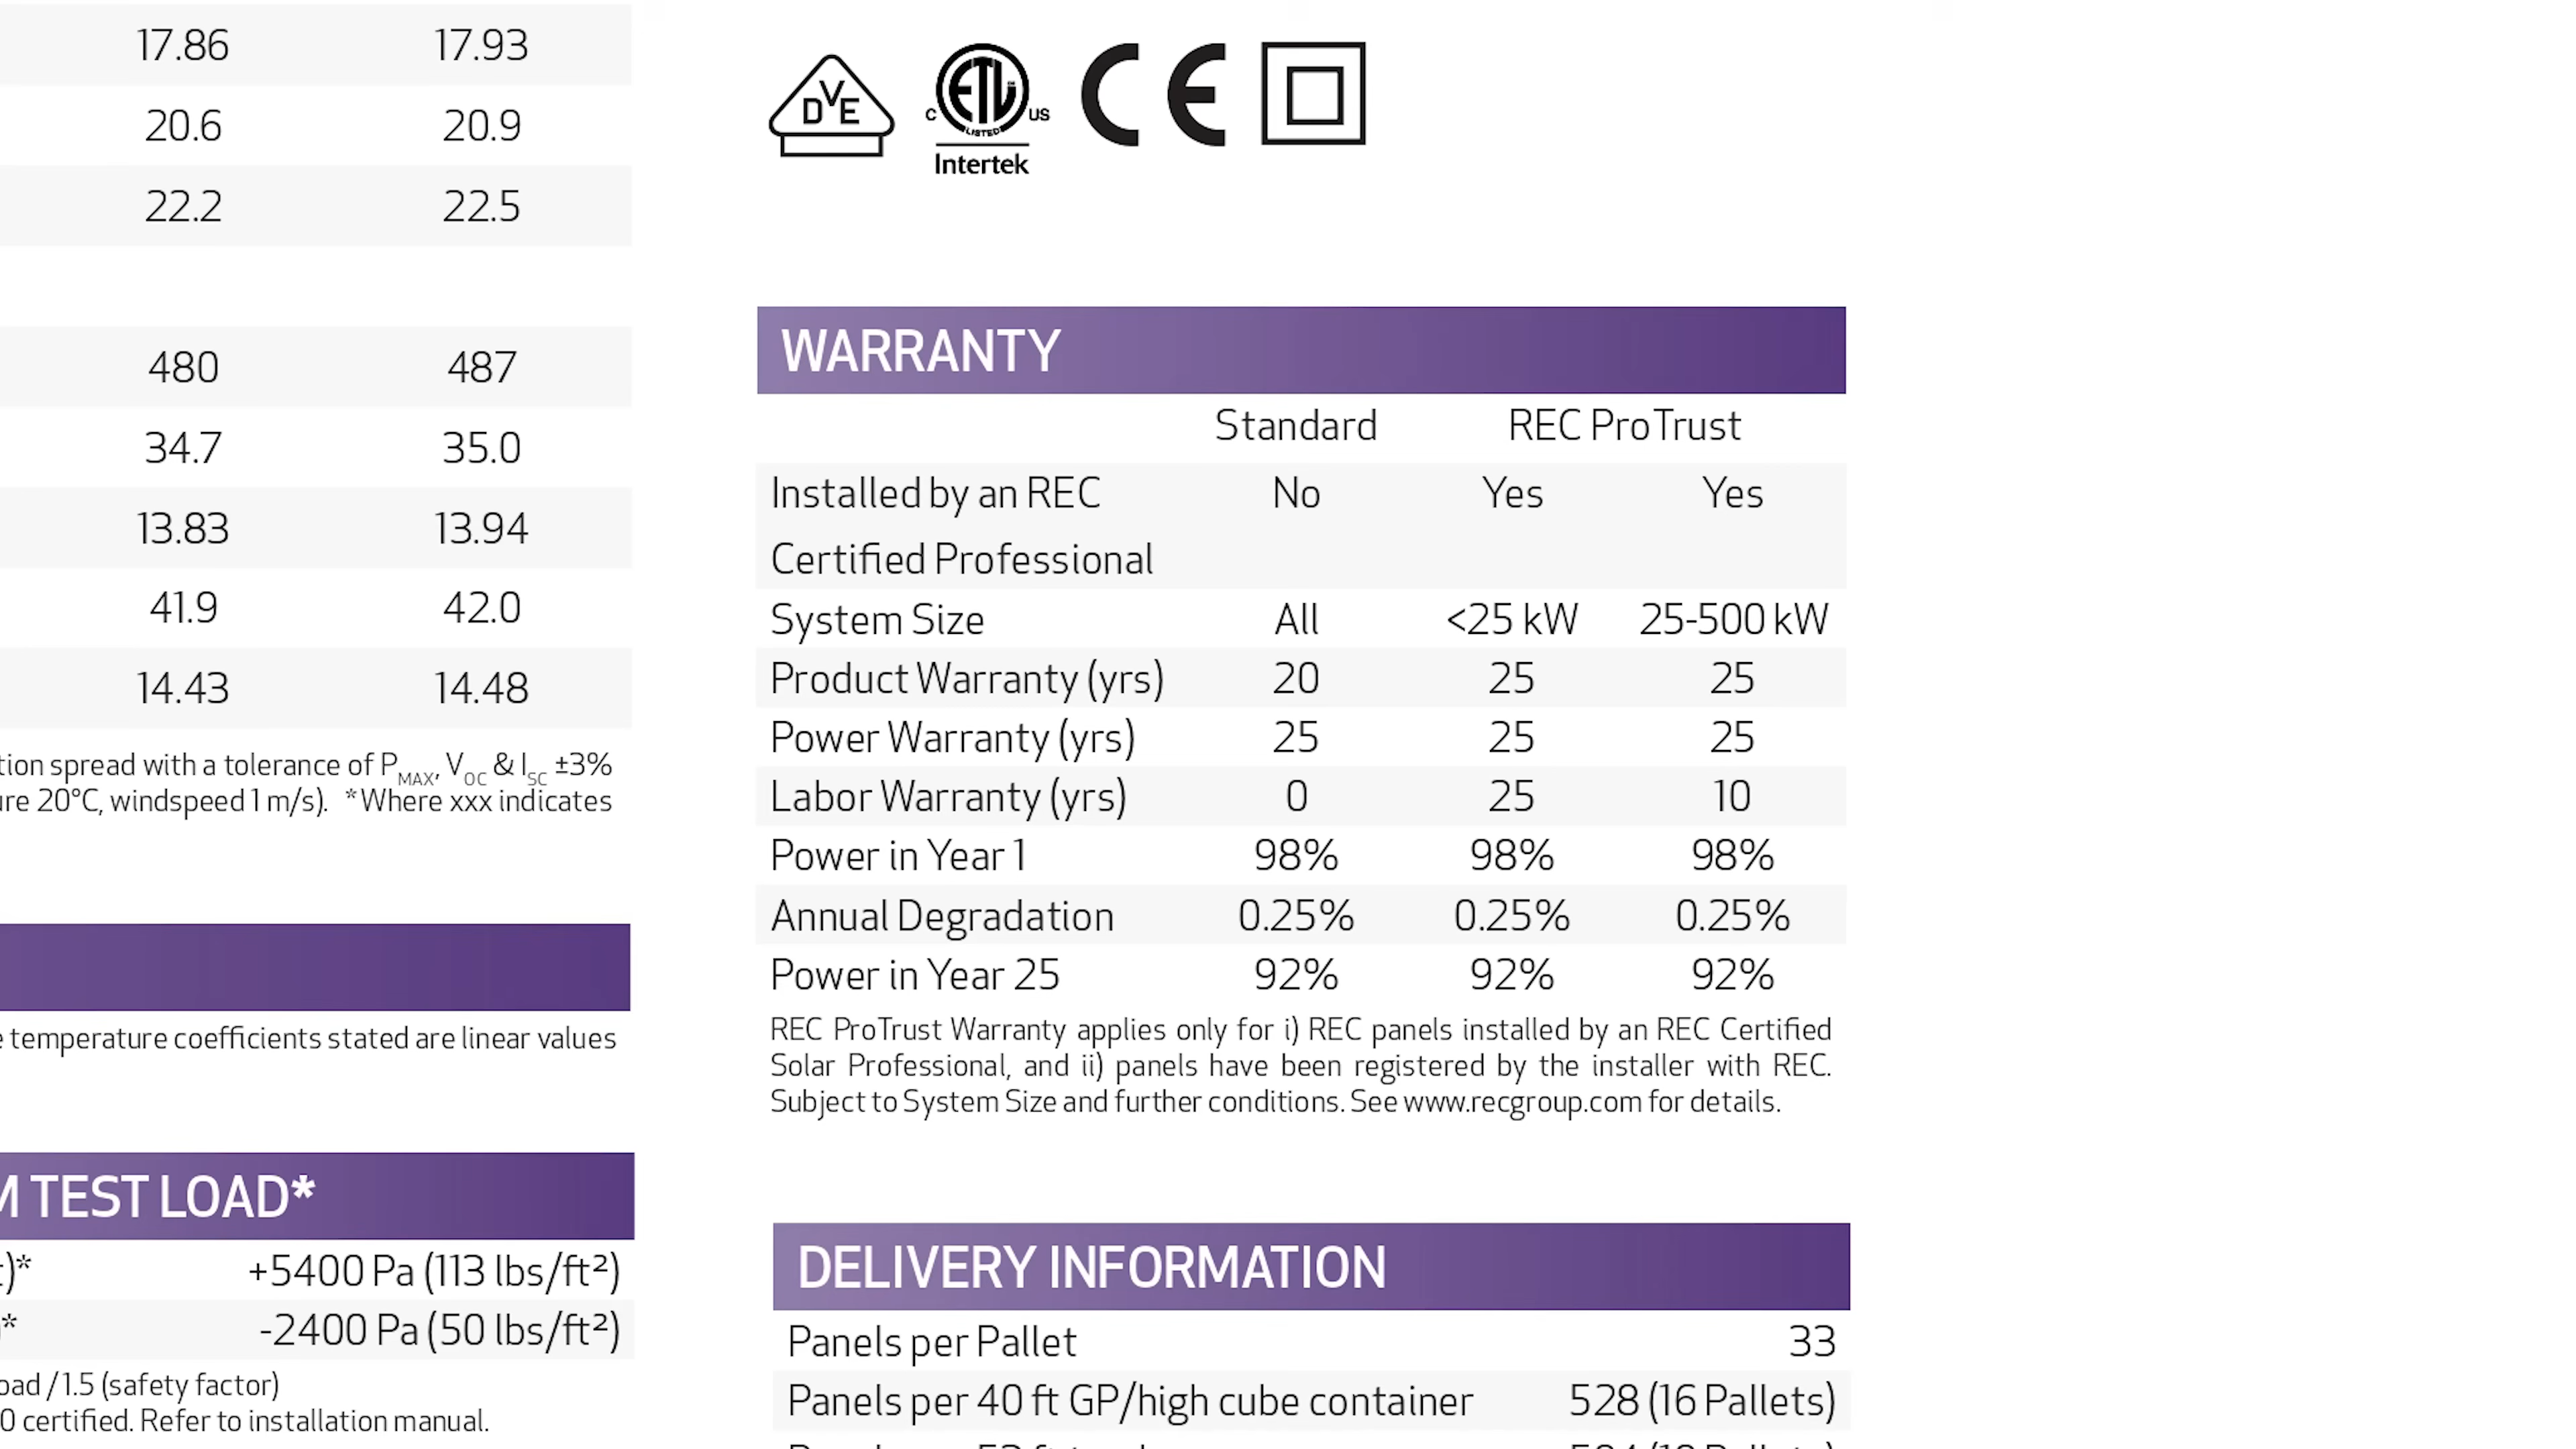 17.86 17.93
20.6 20.9
22.2 22.5
480 487
34.7 35.0
13.83 13.94
41.9 42.0
14.43 14.48
tion spread with a tolerance of PMAX, VOC & ISC ±3%
re 20°C, windspeed 1 m/s). *Where xxx indicates
temperature coefficients stated are linear values
M TEST LOAD*
)* +5400 Pa (113 lbs/ft²)
)* -2400 Pa (50 lbs/ft²)
oad / 1.5 (safety factor)
0 certified. Refer to installation manual.
DVE
C ETL US
LISTED
Intertek
CE
WARRANTY
Standard REC ProTrust
Installed by an REC No Yes Yes
Certified Professional
System Size All <25 kW 25-500 kW
Product Warranty (yrs) 20 25 25
Power Warranty (yrs) 25 25 25
Labor Warranty (yrs) 0 25 10
Power in Year 1 98% 98% 98%
Annual Degradation 0.25% 0.25% 0.25%
Power in Year 25 92% 92% 92%
REC ProTrust Warranty applies only for i) REC panels installed by an REC Certified
Solar Professional, and ii) panels have been registered by the installer with REC.
Subject to System Size and further conditions. See www.recgroup.com for details.
DELIVERY INFORMATION
Panels per Pallet 33
Panels per 40 ft GP/high cube container 528 (16 Pallets)